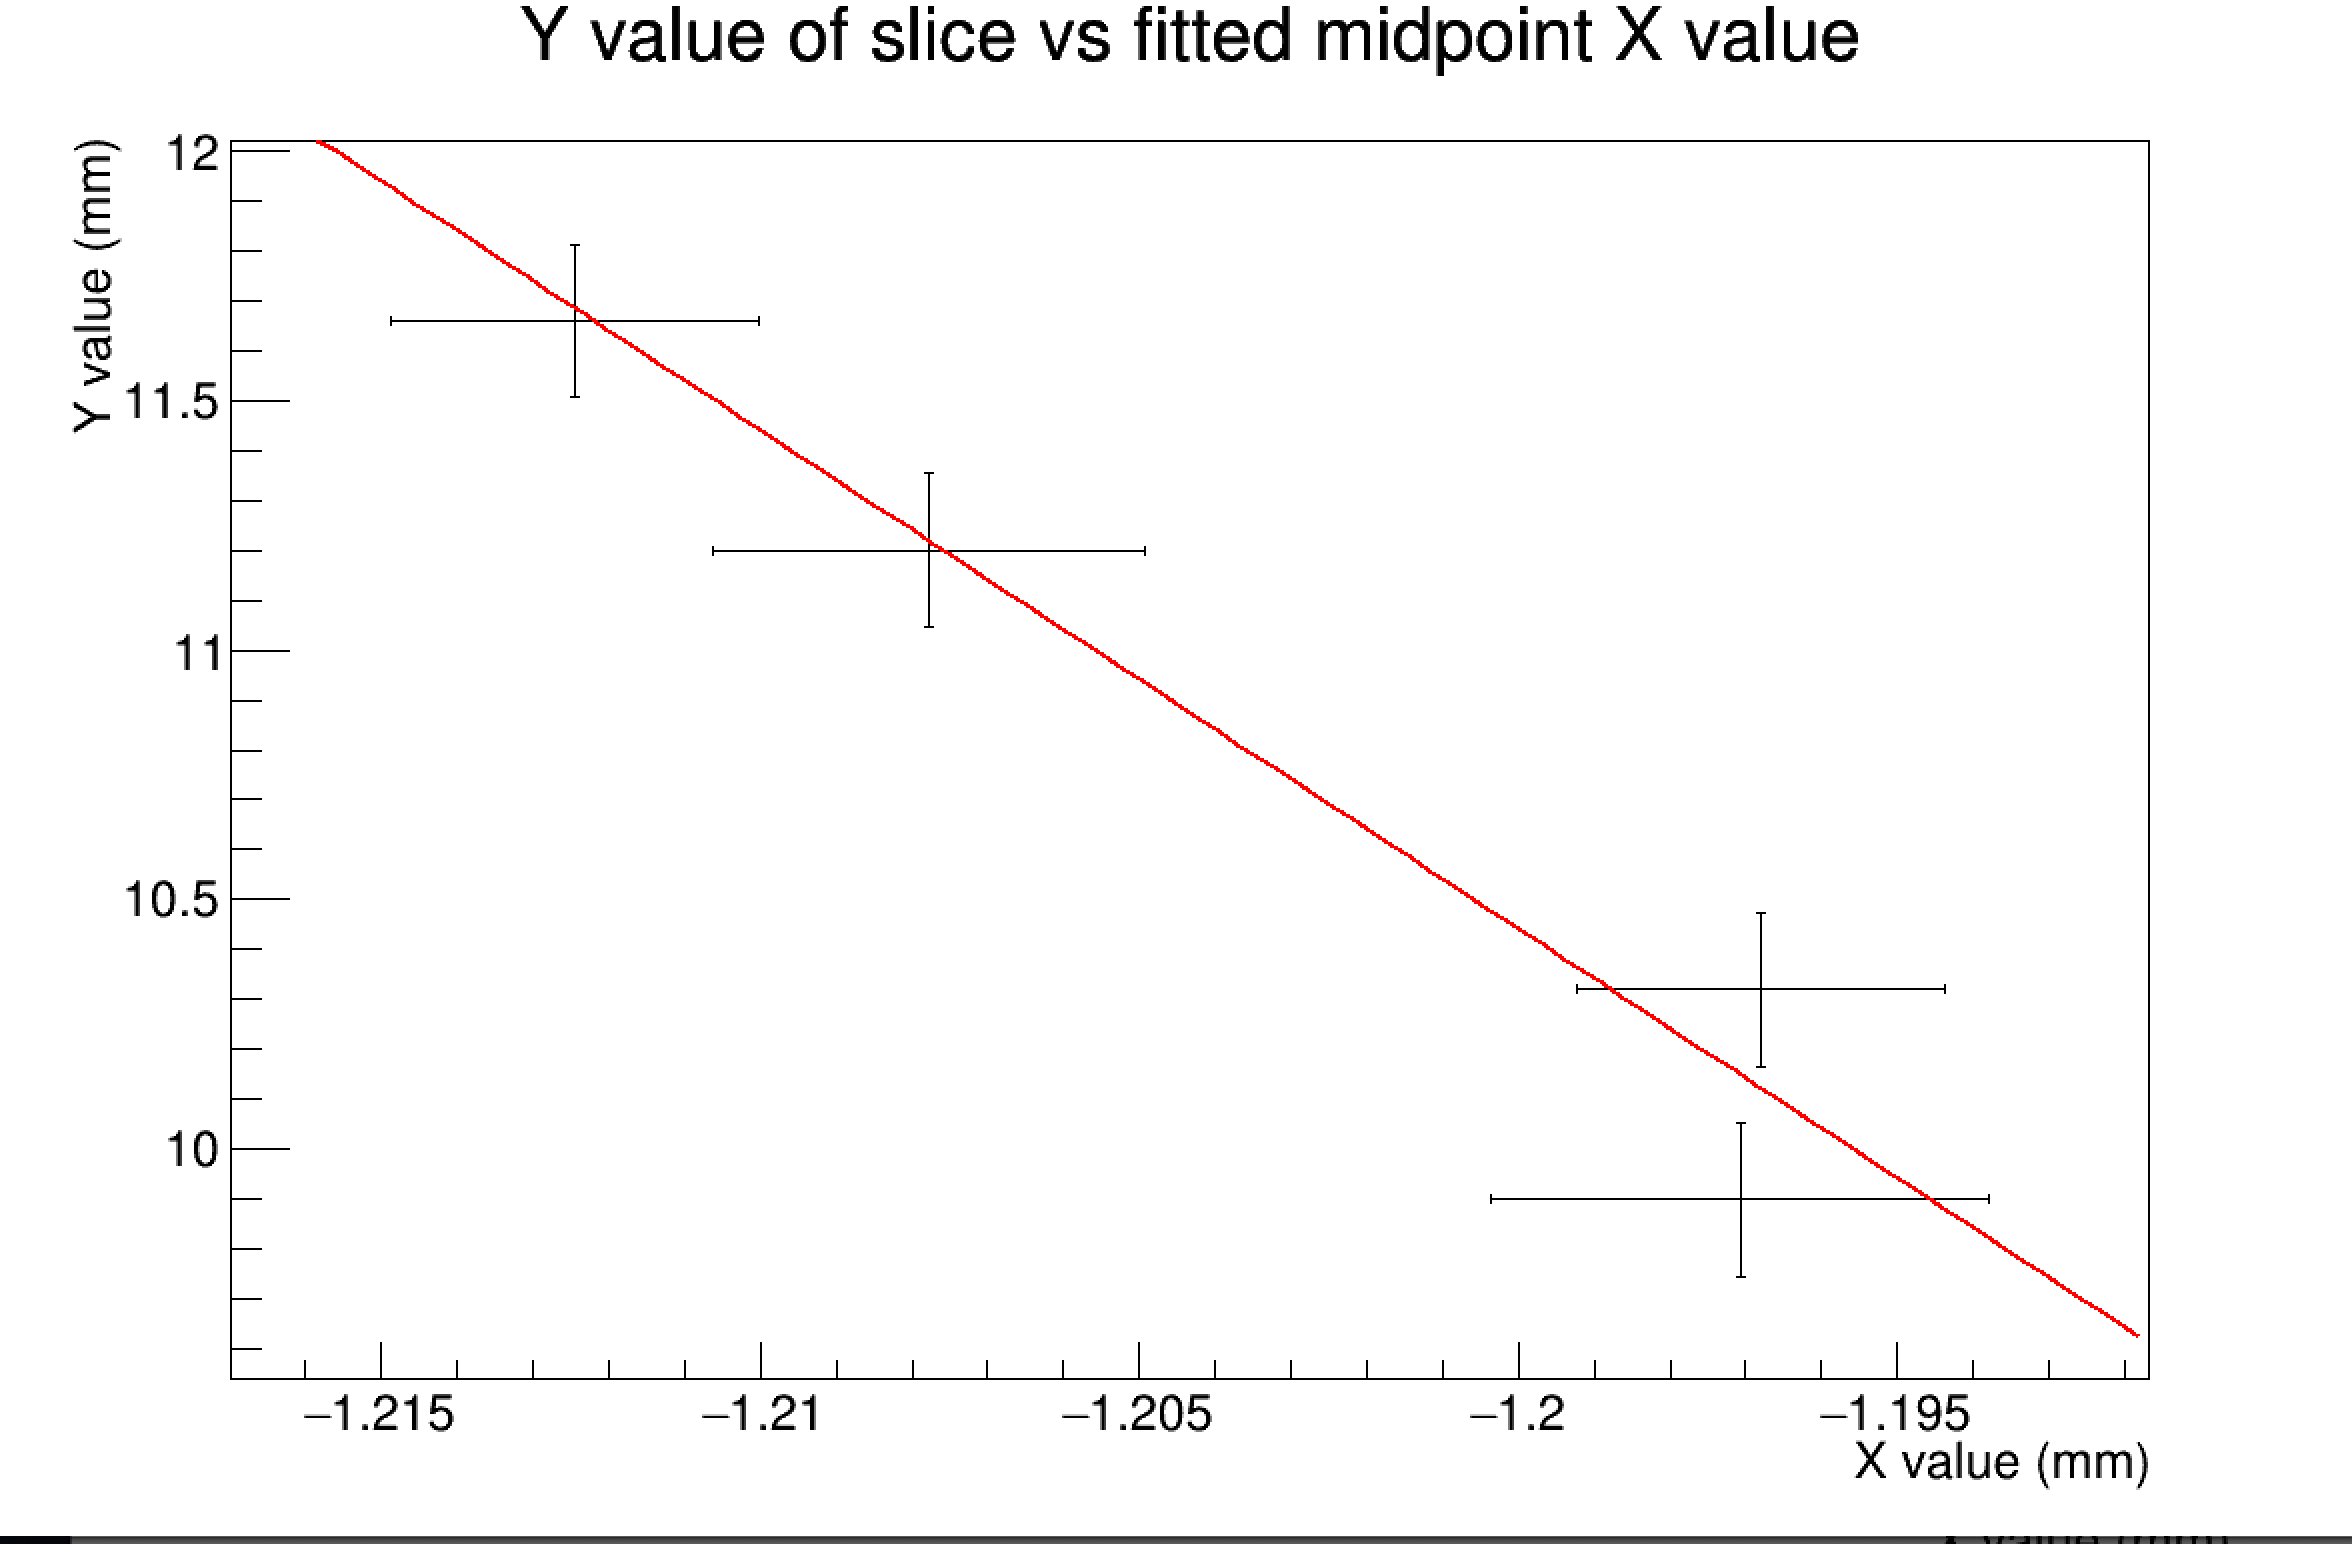 Y value of slice vs fitted midpoint X value
Y value (mm)
12
11.5
11
10.5
10
−1.215 −1.21 −1.205 −1.2 −1.195
X value (mm)